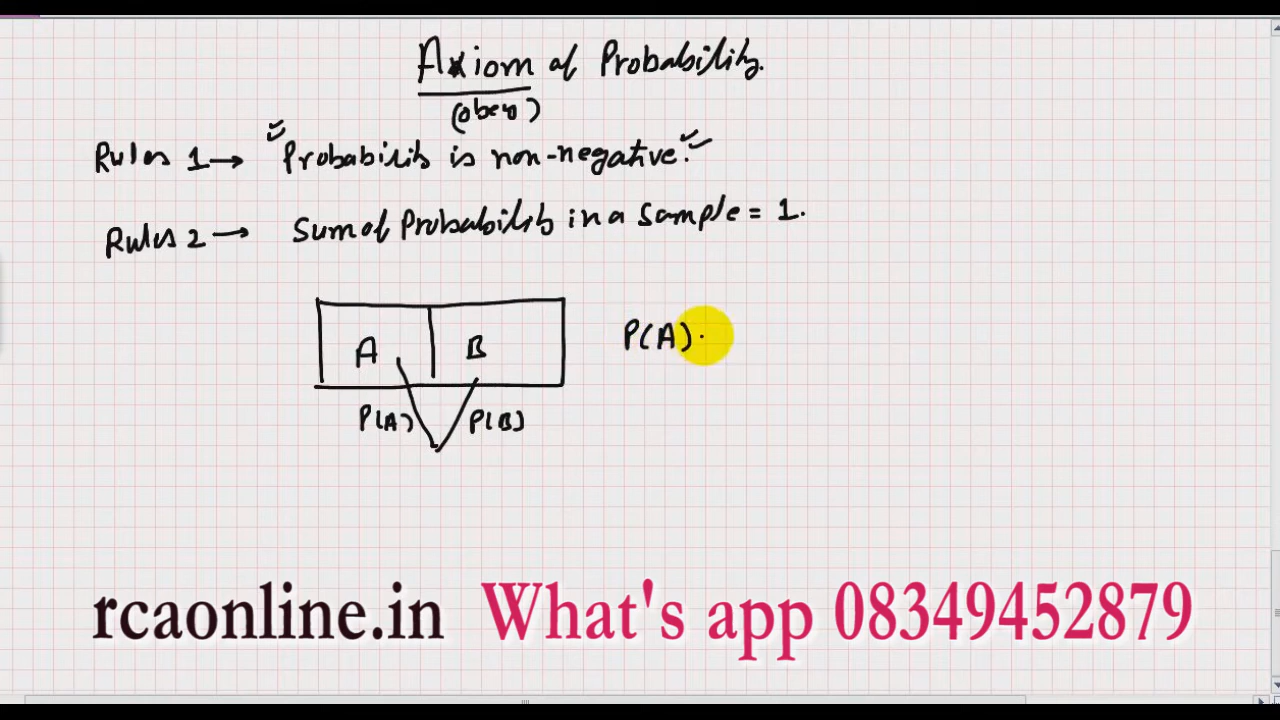 Axiom of Probability.
Rules 1→ Probability is non-negative.
Rules 2→ Sum of Probability in a sample = 1.
A B P(A)
P(A) P(B)
rcaonline.in What's app 08349452879